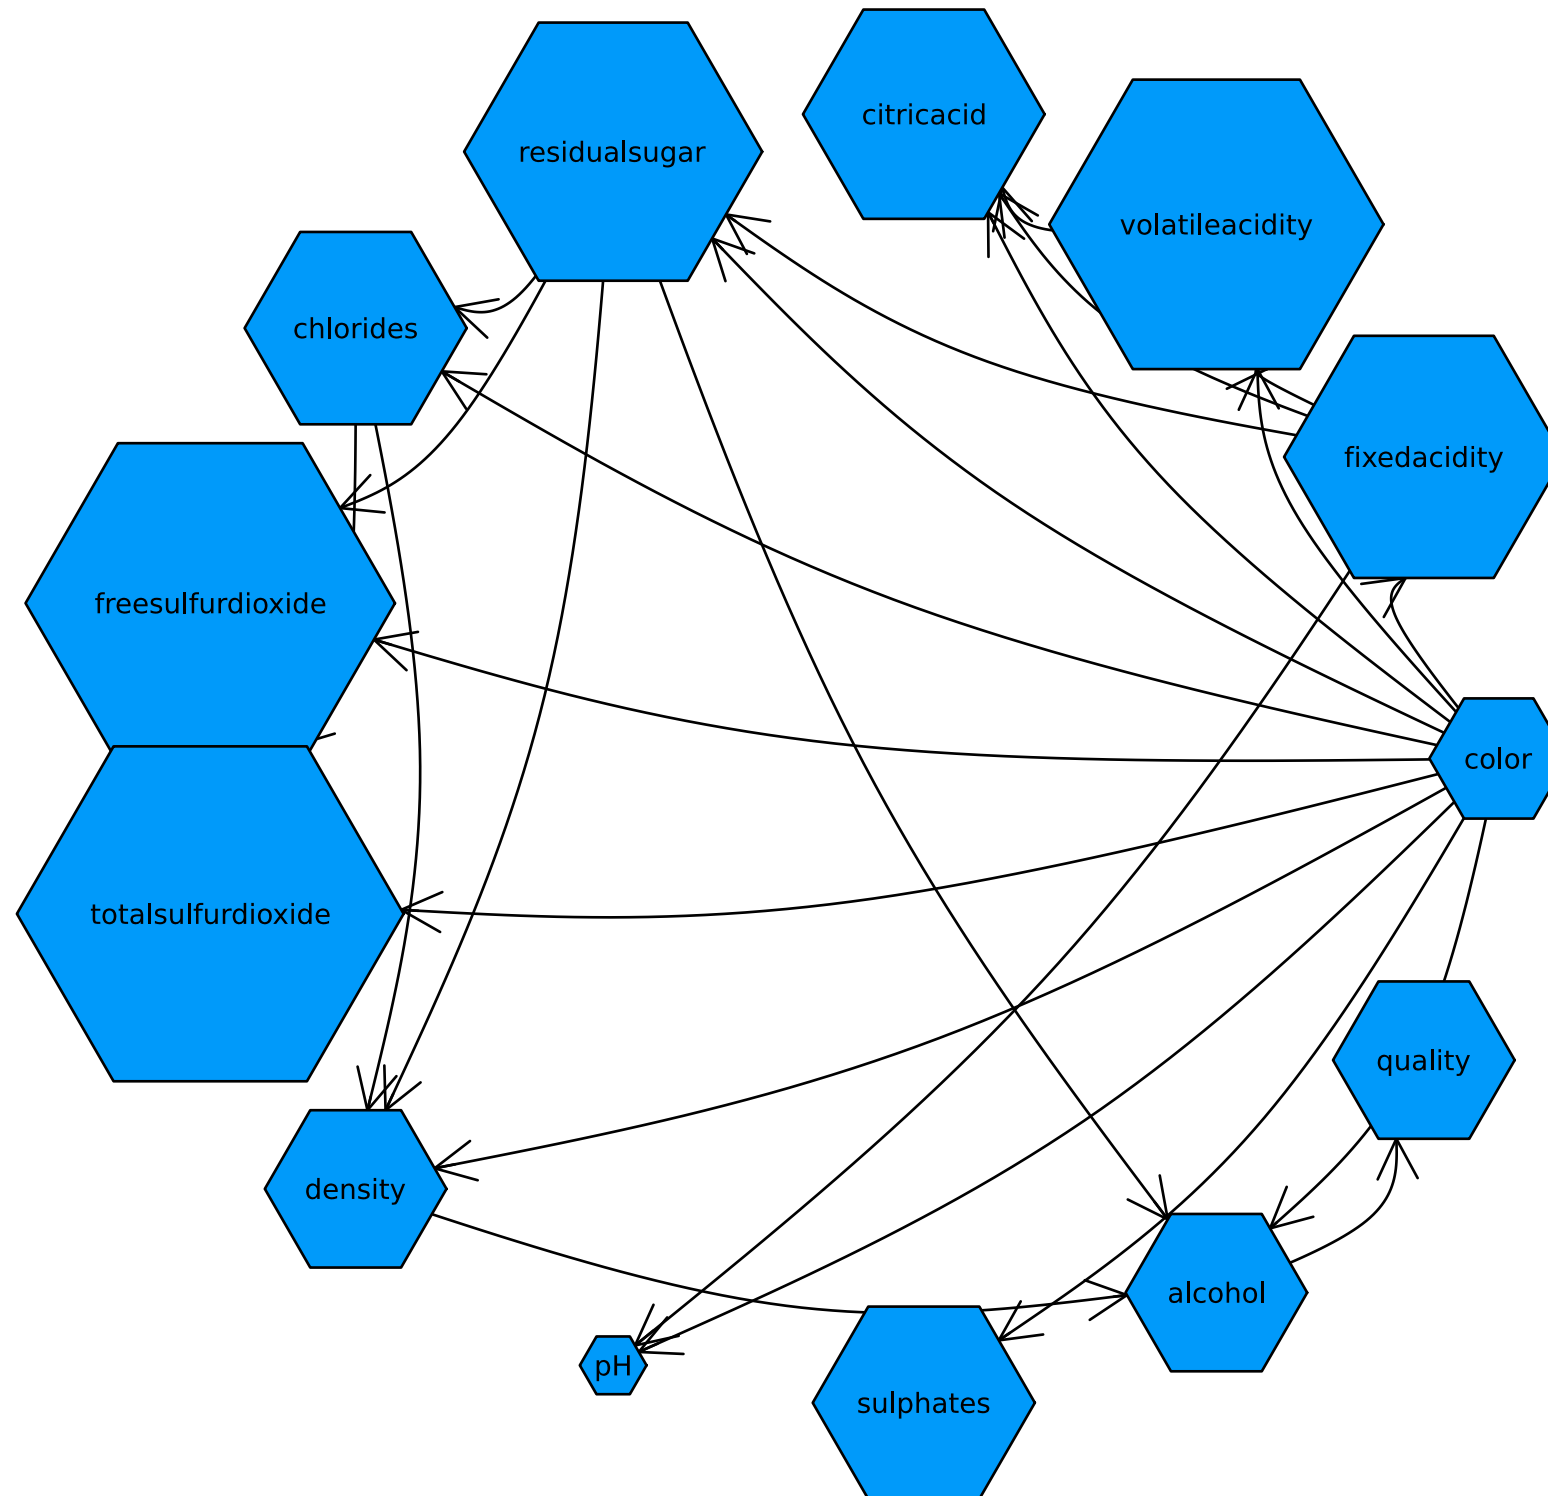 citricacid
residualsugar
volatileacidity
chlorides
fixedacidity
freesulfurdioxide
color
totalsulfurdioxide
quality
density
alcohol
pH
sulphates